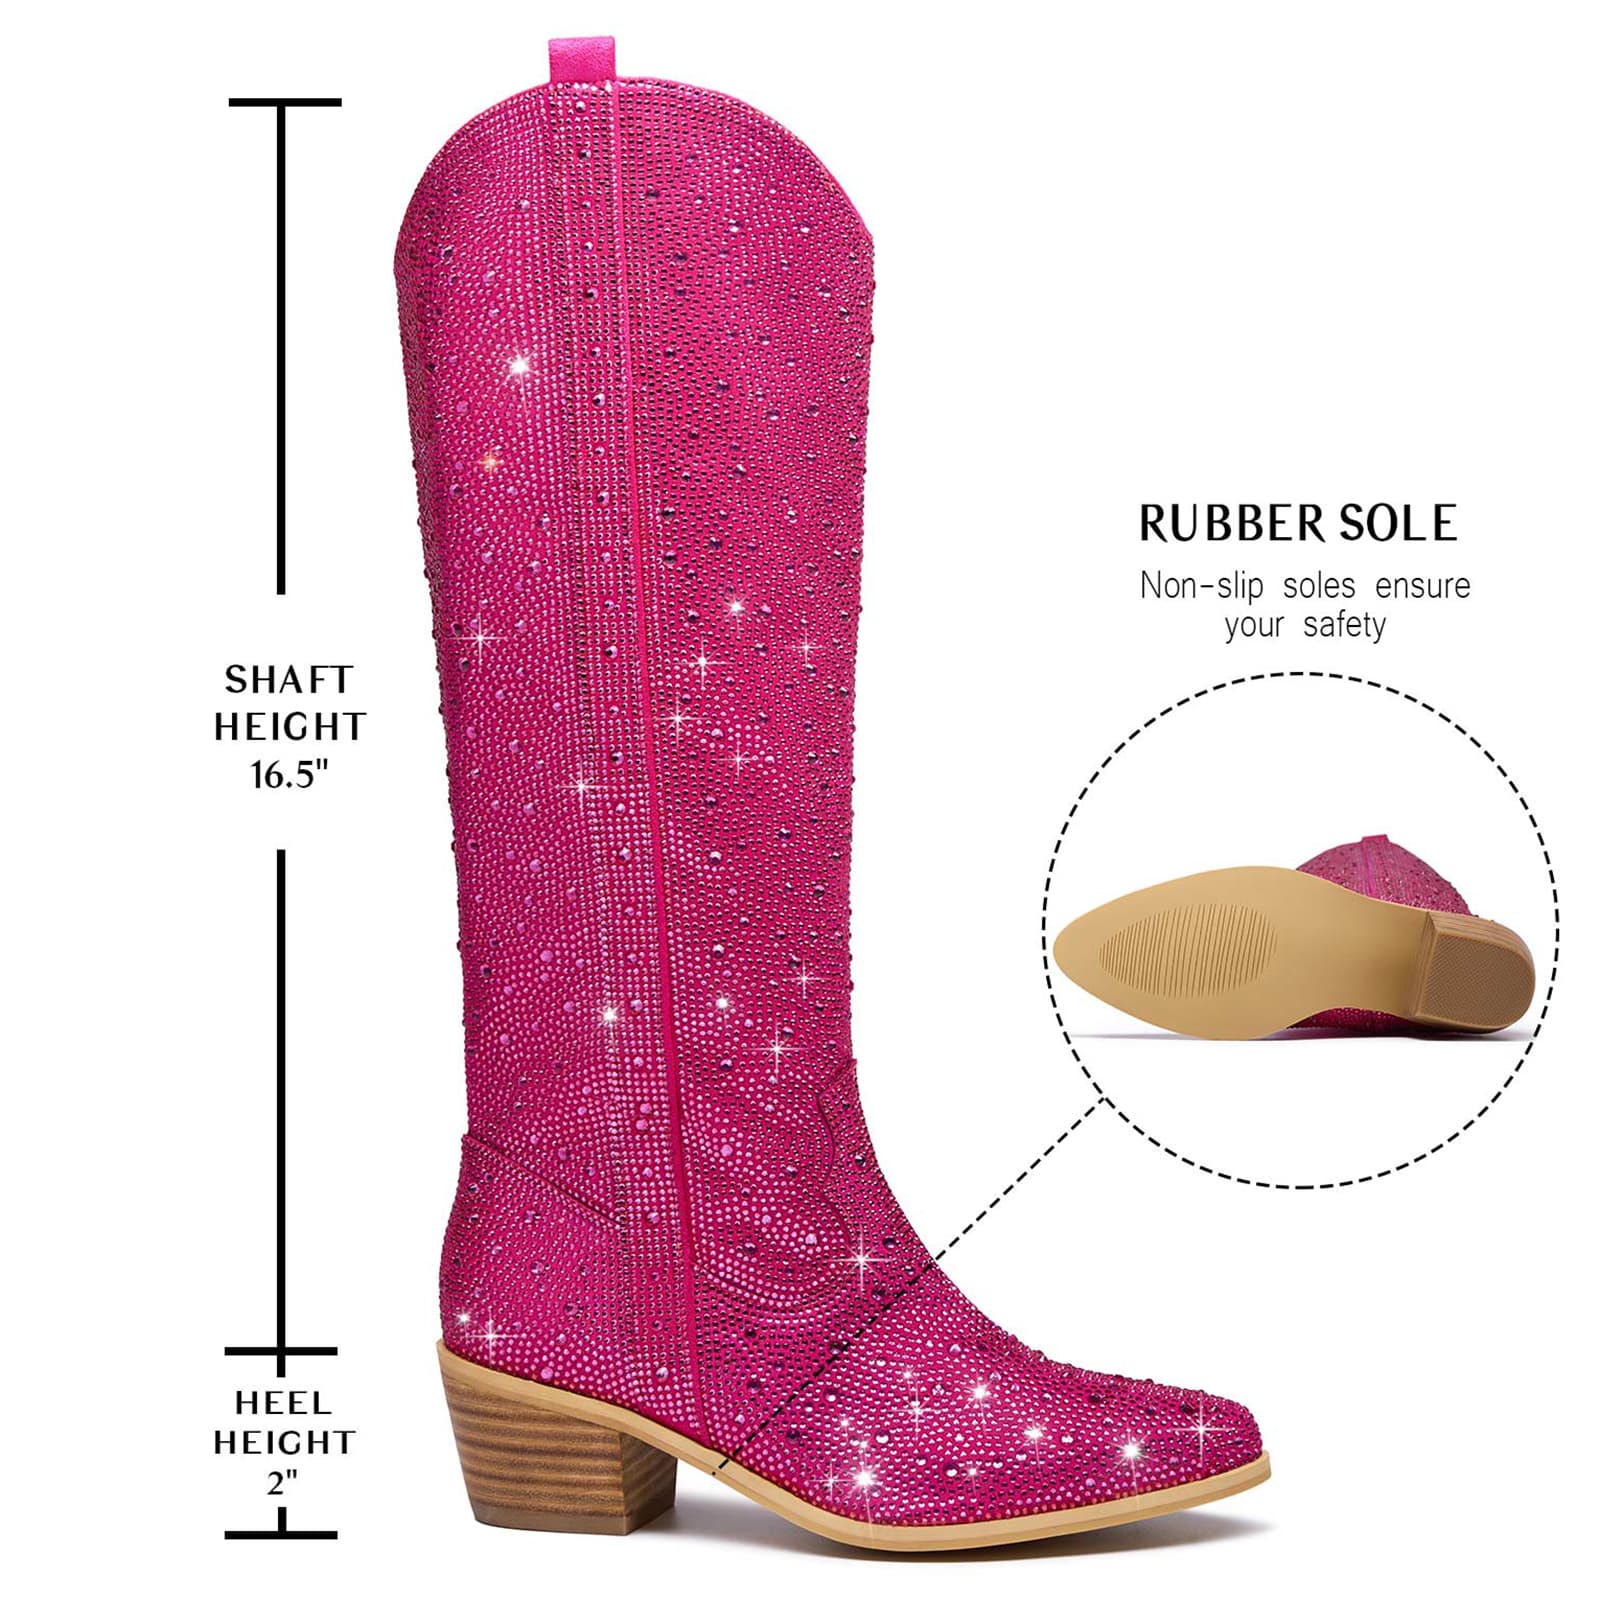 SHAFT
HEIGHT
16.5"
HEEL
HEIGHT
2"
RUBBER SOLE
Non-slip soles ensure
your safety